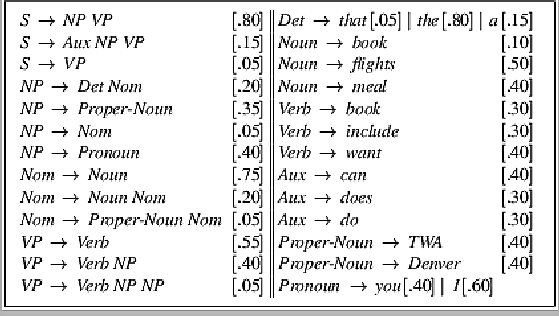 S → NP VP [.80] Det → that [.05] | the [.80] | a [.15]
S → Aux NP VP [.15] Noun → book [.10]
S → VP [.05] Noun → flights [.50]
NP → Det Nom [.20] Noun → meal [.40]
NP → Proper-Noun [.35] Verb → book [.30]
NP → Nom [.05] Verb → include [.30]
NP → Pronoun [.40] Verb → want [.40]
Nom → Noun [.75] Aux → can [.40]
Nom → Noun Nom [.20] Aux → does [.30]
Nom → Proper-Noun Nom [.05] Aux → do [.30]
VP → Verb [.55] Proper-Noun → TWA [.40]
VP → Verb NP [.40] Proper-Noun → Denver [.40]
VP → Verb NP NP [.05] Pronoun → you [.40] | I [.60]